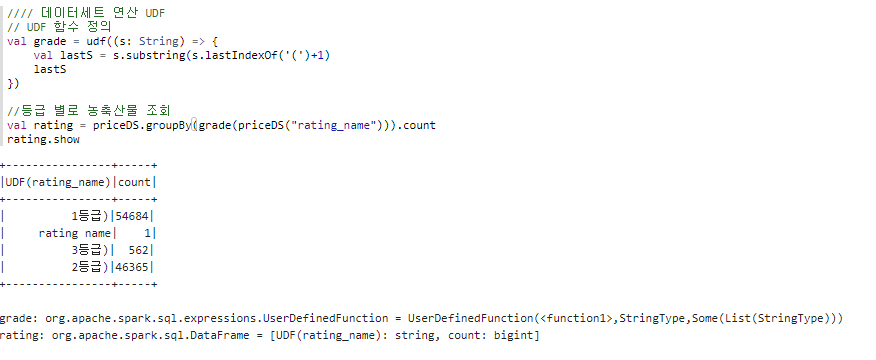 //// 데이터세트 연산 UDF
// UDF 함수 정의
val grade = udf((s: String) => {
    val lastS = s.substring(s.lastIndexOf('(')+1)
    lastS
})
//등급 별로 농축산물 조회
val rating = priceDS.groupBy(grade(priceDS("rating_name"))).count
rating.show
+----------------+-----+
|UDF(rating_name)|count|
+----------------+-----+
|            1등급)|54684|
|     rating name|    1|
|            3등급)|  562|
|            2등급)|46365|
+----------------+-----+
grade: org.apache.spark.sql.expressions.UserDefinedFunction = UserDefinedFunction(<function1>,StringType,Some(List(StringType)))
rating: org.apache.spark.sql.DataFrame = [UDF(rating_name): string, count: bigint]